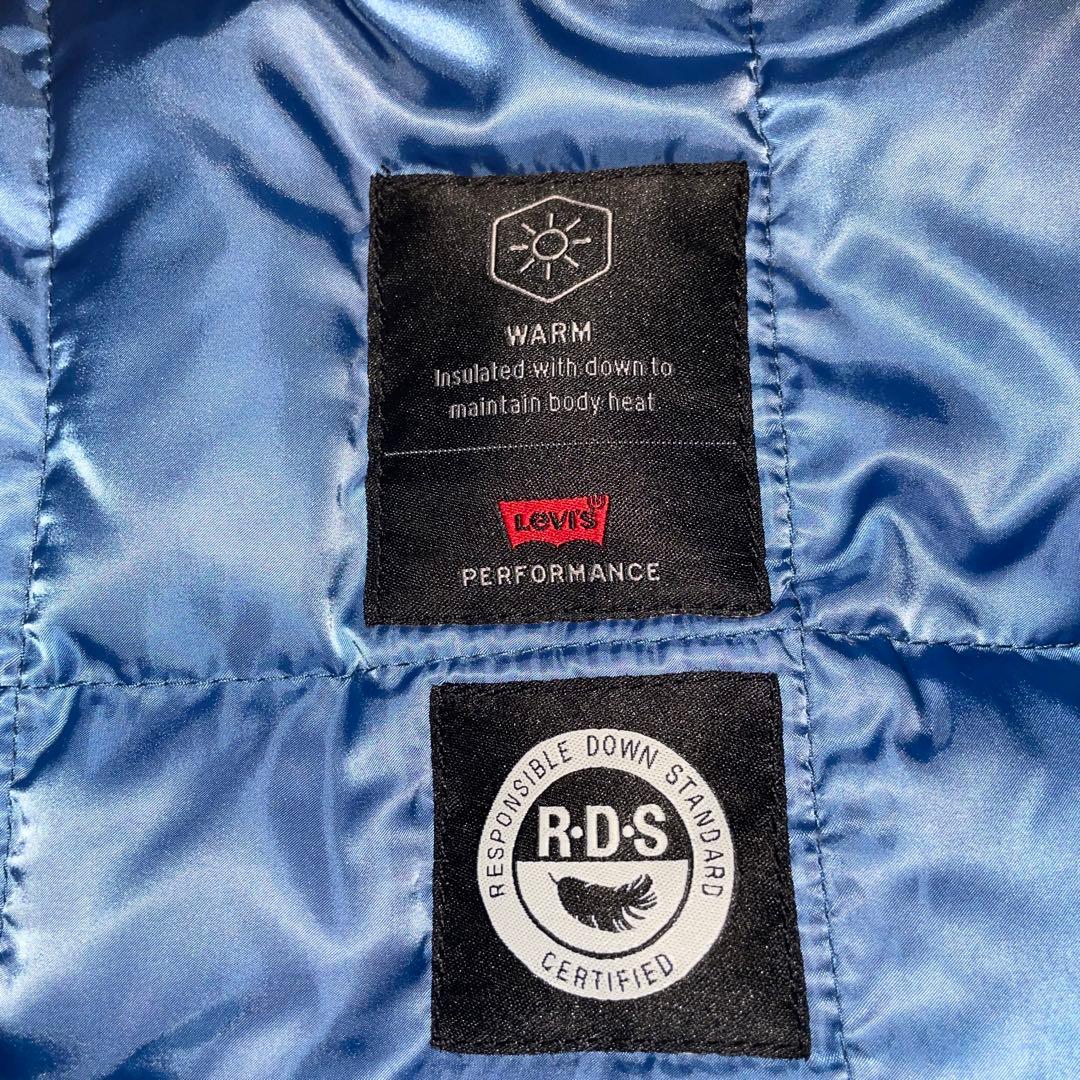 WARM
Insulated with down to
maintain body heat
Levi's®
PERFORMANCE
RESPONSIBLE DOWN STANDARD
R·D·S
CERTIFIED